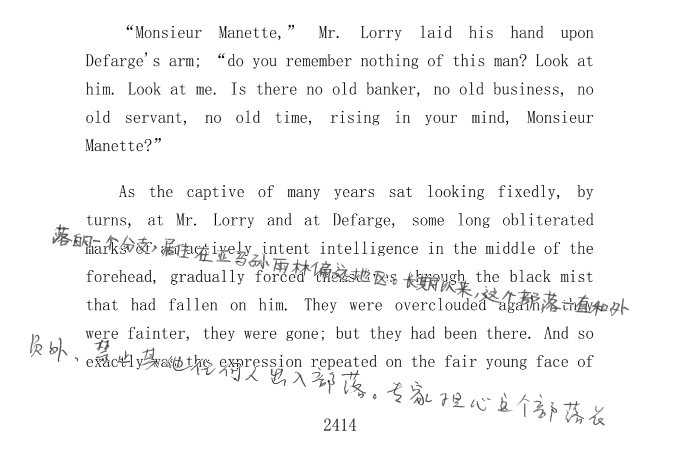 “Monsieur Manette,” Mr. Lorry laid his hand upon
Defarge's arm; “do you remember nothing of this man? Look at
him. Look at me. Is there no old banker, no old business, no
old servant, no old time, rising in your mind, Monsieur
Manette?”
As the captive of many years sat looking fixedly, by
turns, at Mr. Lorry and at Defarge, some long obliterated
落的一个分支,居住在亚马孙雨林偏远地区。长期以来,这个部落一直和外
marks of an actively intent intelligence in the middle of the
forehead, gradually forced themselves through the black mist
that had fallen on him. They were overclouded again, they
were fainter, they were gone; but they had been there. And so
员外、禁止其他任何人出入部落。专家担心这个部落长
exactly was the expression repeated on the fair young face of
2414